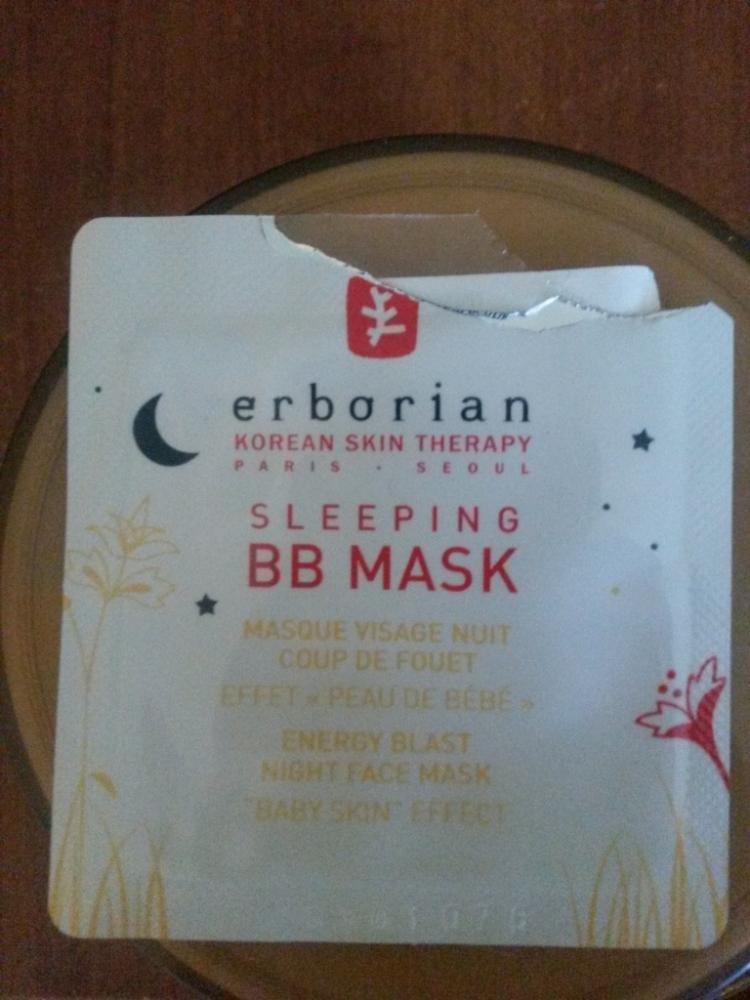 erborian
KOREAN SKIN THERAPY
PARIS · SEOUL
SLEEPING
BB MASK
MASQUE VISAGE NUIT
COUP DE FOUET
EFFET « PEAU DE BÉBÉ »
ENERGY BLAST
NIGHT FACE MASK
"BABY SKIN" EFFECT